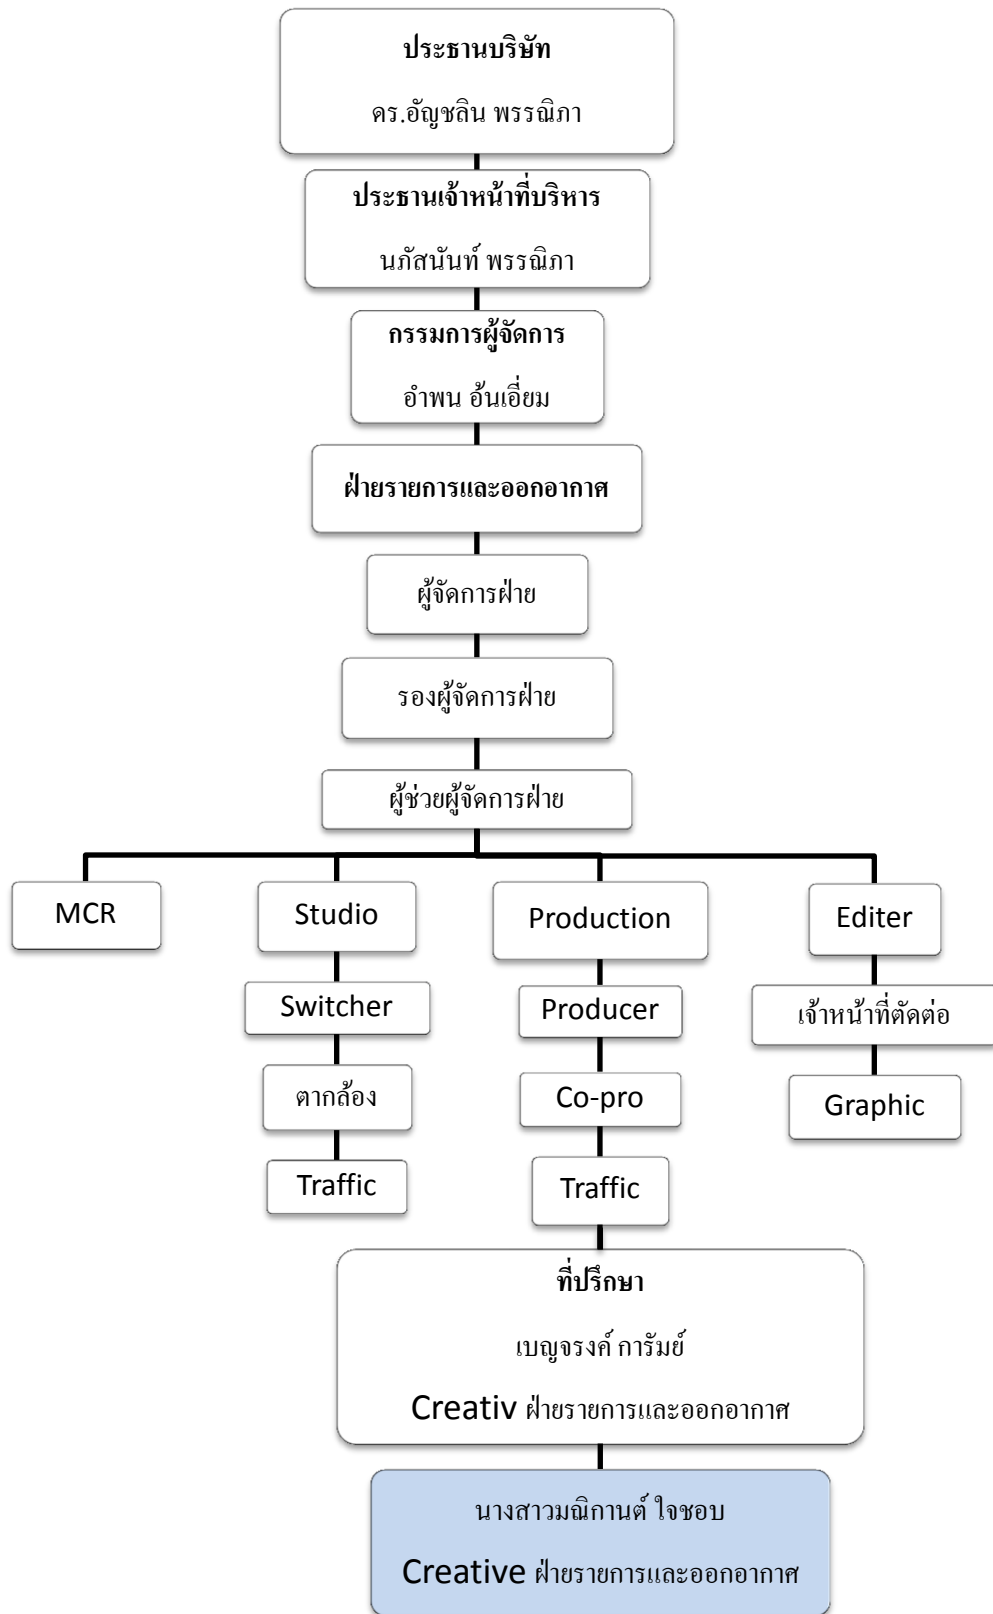 ประธานบริษัท
ดร.อัญชลิน พรรณิภา
ประธานเจ้าหน้าที่บริหาร
นภัสนันท์ พรรณิภา
กรรมการผู้จัดการ
อำพน อ้นเอี่ยม
ฝ่ายรายการและออกอากาศ
ผู้จัดการฝ่าย
รองผู้จัดการฝ่าย
ผู้ช่วยผู้จัดการฝ่าย
MCR
Studio
Switcher
ตากล้อง
Traffic
Production
Producer
Co-pro
Traffic
ที่ปรึกษา
เบญจรงค์ การัมย์
Creativ ฝ่ายรายการและออกอากาศ
นางสาวมณิกานต์ ใจชอบ
Creative ฝ่ายรายการและออกอากาศ
Editer
เจ้าหน้าที่ตัดต่อ
Graphic